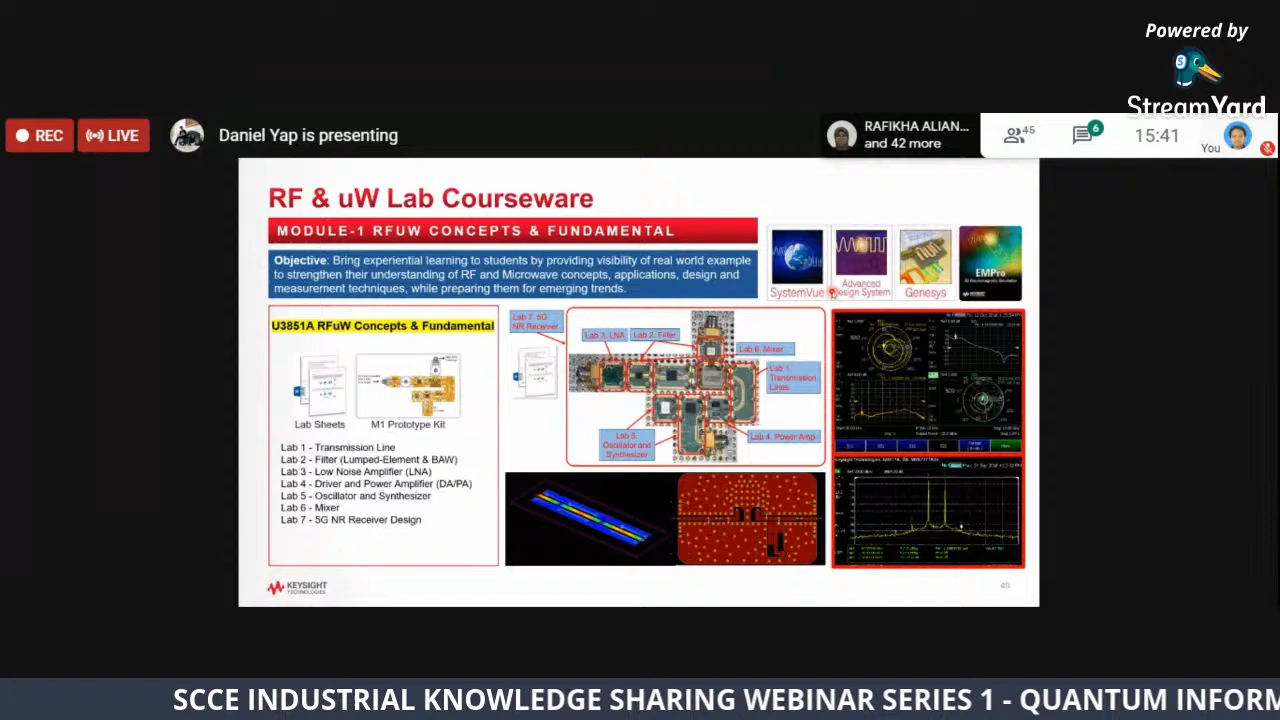 Powered by
StreamYard
REC
LIVE
Daniel Yap is presenting
RAFIKHA ALIAN...
and 42 more
45
6
15:41
You
RF & uW Lab Courseware
MODULE-1 RFUW CONCEPTS & FUNDAMENTAL
Objective: Bring experiential learning to students by providing visibility of real world example
to strengthen their understanding of RF and Microwave concepts, applications, design and
measurement techniques, while preparing them for emerging trends.
SystemVue
Advanced
Design System
Genesys
EMPro
U3851A RFuW Concepts & Fundamental
Lab Sheets
M1 Prototype Kit
Lab 1 - Transmission Line
Lab 2 - Filter (Lumped-Element & BAW)
Lab 3 - Low Noise Amplifier (LNA)
Lab 4 - Driver and Power Amplifier (DA/PA)
Lab 5 - Oscillator and Synthesizer
Lab 6 - Mixer
Lab 7 - 5G NR Receiver Design
Lab 7. 5G
NR Receiver
Lab 3. LNA
Lab 2. Filter
Lab 6. Mixer
Lab 1.
Transmission
Lines
Lab 5.
Oscillator and
Synthesizer
Lab 4. Power Amp
KEYSIGHT
TECHNOLOGIES
SCCE INDUSTRIAL KNOWLEDGE SHARING WEBINAR SERIES 1 - QUANTUM INFORM